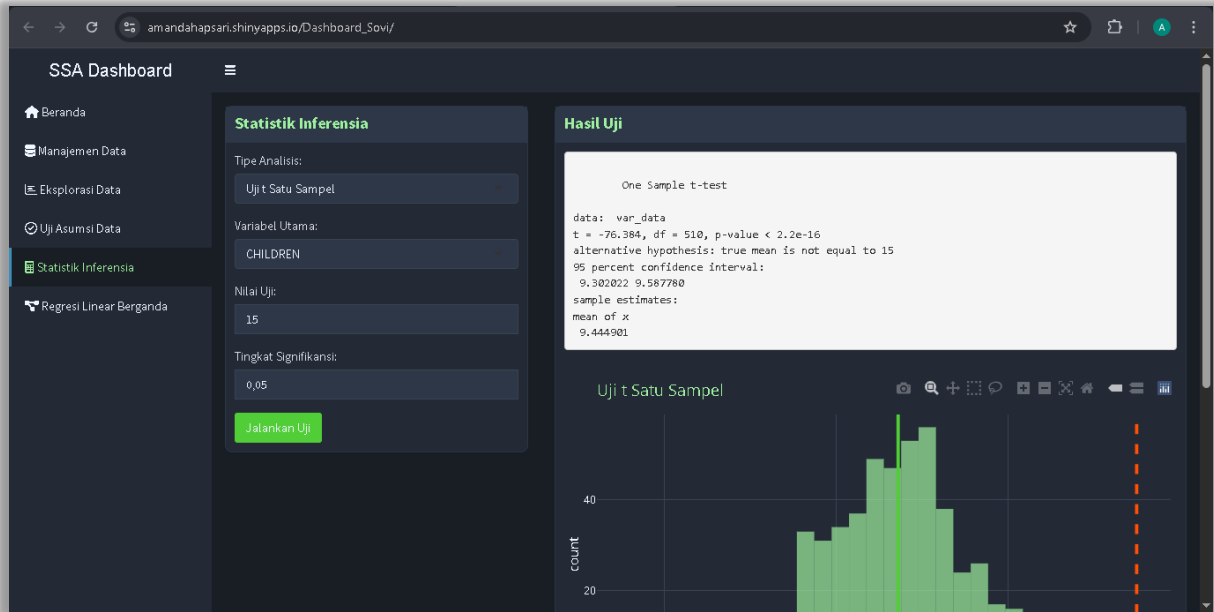 amandahapsari.shinyapps.io/Dashboard_Sovi/
A
SSA Dashboard
Beranda
Manajemen Data
Eksplorasi Data
Uji Asumsi Data
Statistik Inferensia
Regresi Linear Berganda
Statistik Inferensia
Tipe Analisis:
Uji t Satu Sampel
Variabel Utama:
CHILDREN
Nilai Uji:
15
Tingkat Signifikansi:
0,05
Jalankan Uji
Hasil Uji
One Sample t-test
data: var_data
t = -76.384, df = 510, p-value < 2.2e-16
alternative hypothesis: true mean is not equal to 15
95 percent confidence interval:
9.302022 9.587780
sample estimates:
mean of x
9.444901
Uji t Satu Sampel
40
count
20